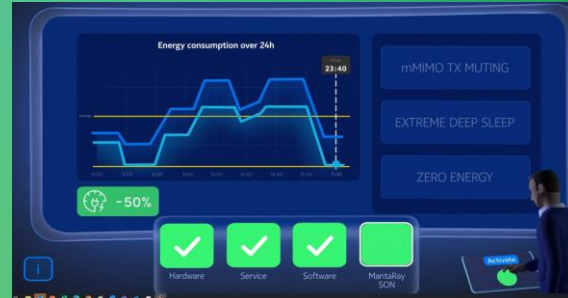 Energy consumption over 24h
Time
23:40
mMIMO TX MUTING
EXTREME DEEP SLEEP
ZERO ENERGY
-50%
Hardware
Service
Software
MantaRay
SON
Activate
i